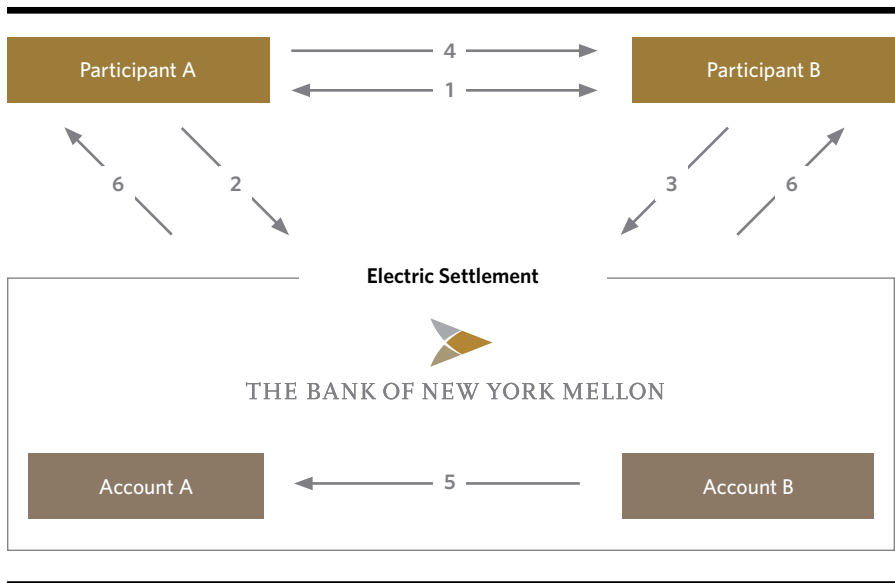 Participant A
4
Participant B
1
6
2
3
6
Electric Settlement
THE BANK OF NEW YORK MELLON
Account A
5
Account B